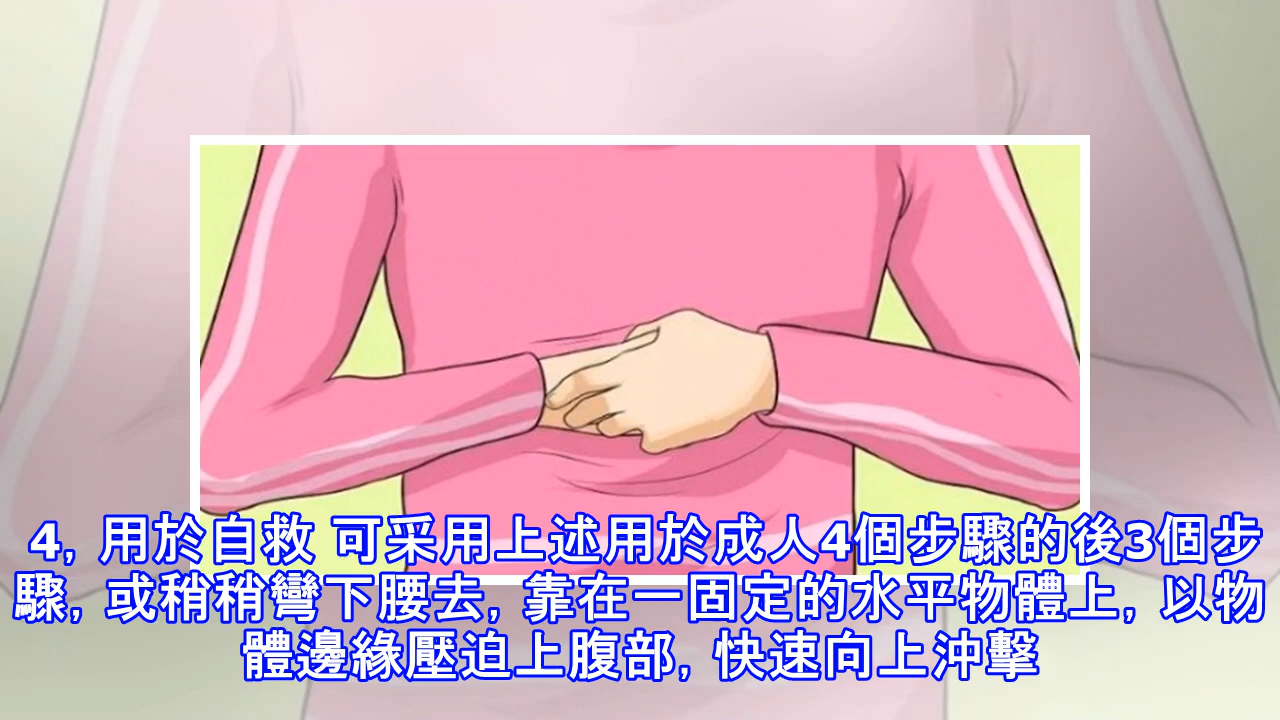 4, 用於自救 可采用上述用於成人4個步驟的後3個步
驟, 或稍稍彎下腰去, 靠在一固定的水平物體上, 以物
體邊緣壓迫上腹部, 快速向上沖擊